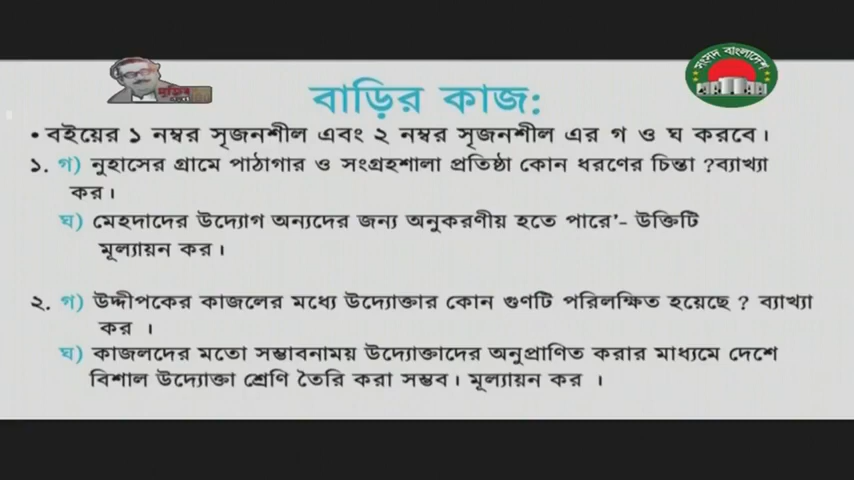 সংসদ বাংলাদেশ
বাড়ির কাজ:
• বইয়ের ১ নম্বর সৃজনশীল এবং ২ নম্বর সৃজনশীল এর গ ও ঘ করবে।
১. গ) নুহাসের গ্রামে পাঠাগার ও সংগ্রহশালা প্রতিষ্ঠা কোন ধরণের চিন্তা ?ব্যাখ্যা
কর।
ঘ) মেহদাদের উদ্যোগ অন্যদের জন্য অনুকরণীয় হতে পারে'- উক্তিটি
মূল্যায়ন কর।
২. গ) উদ্দীপকের কাজলের মধ্যে উদ্যোক্তার কোন গুণটি পরিলক্ষিত হয়েছে ? ব্যাখ্যা
কর ।
ঘ) কাজলদের মতো সম্ভাবনাময় উদ্যোক্তাদের অনুপ্রাণিত করার মাধ্যমে দেশে
বিশাল উদ্যোক্তা শ্রেণি তৈরি করা সম্ভব। মূল্যায়ন কর ।